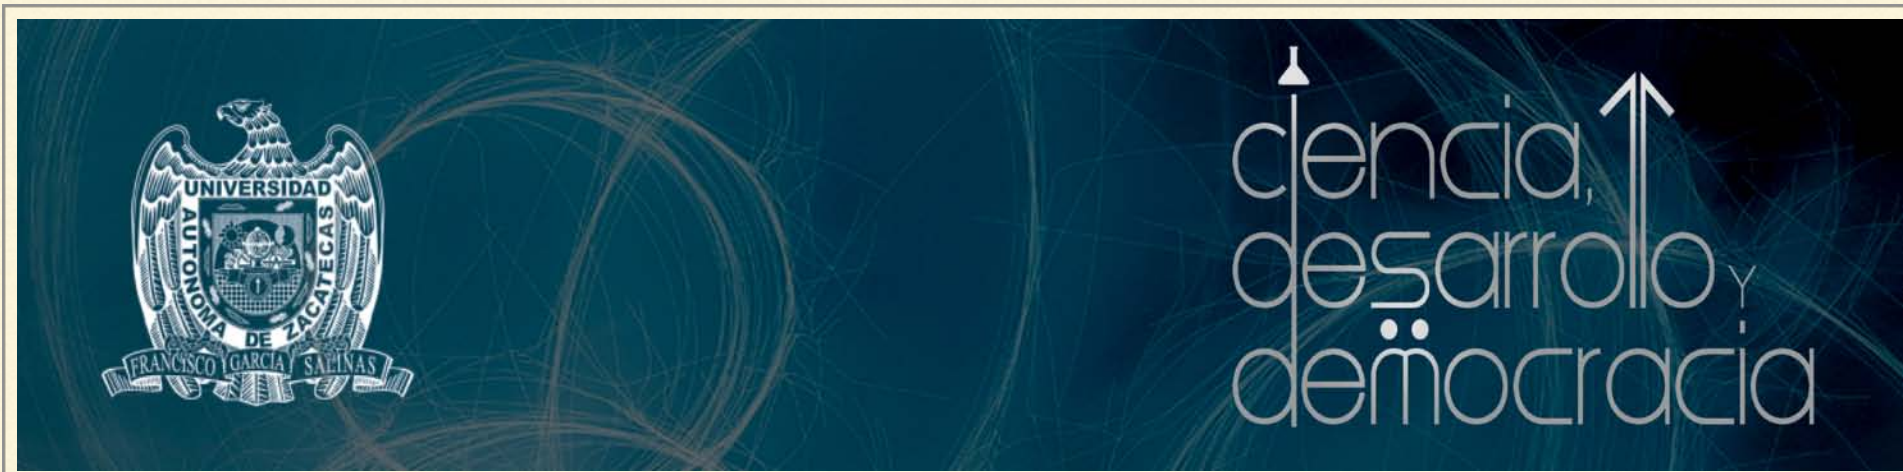 UNIVERSIDAD
AUTONOMA
DE
ZACATECAS
FRANCISCO GARCIA SALINAS
ciencia,
desarrollo y
democracia